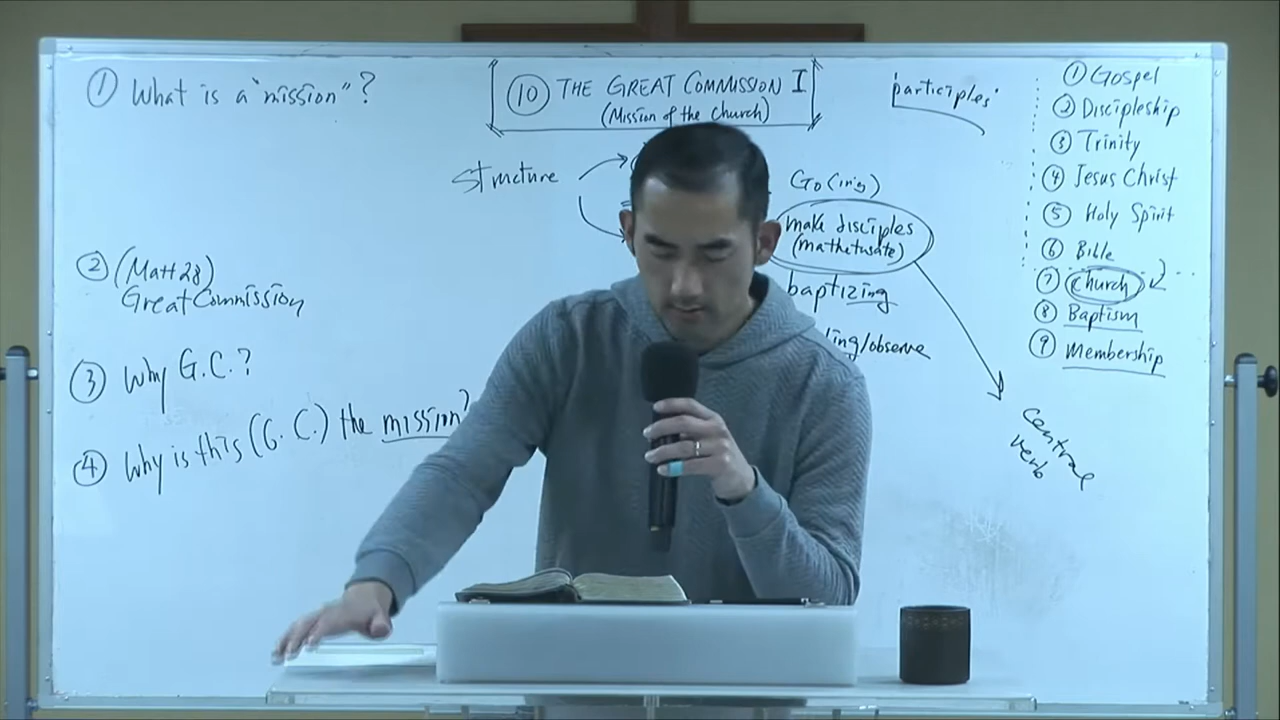 ① What is a "mission"?
② (Matt 28)
Great Commission
③ Why G.C.?
④ Why is this (G.C.) the mission?
⑩ THE GREAT COMMISSION I
(Mission of the Church)
Structure
Go(ing)
make disciples
(mathetusate)
baptizing
ling/observe
participles
central
verb
① Gospel
② Discipleship
③ Trinity
④ Jesus Christ
⑤ Holy Spirit
⑥ Bible
⑦ Church
⑧ Baptism
⑨ Membership